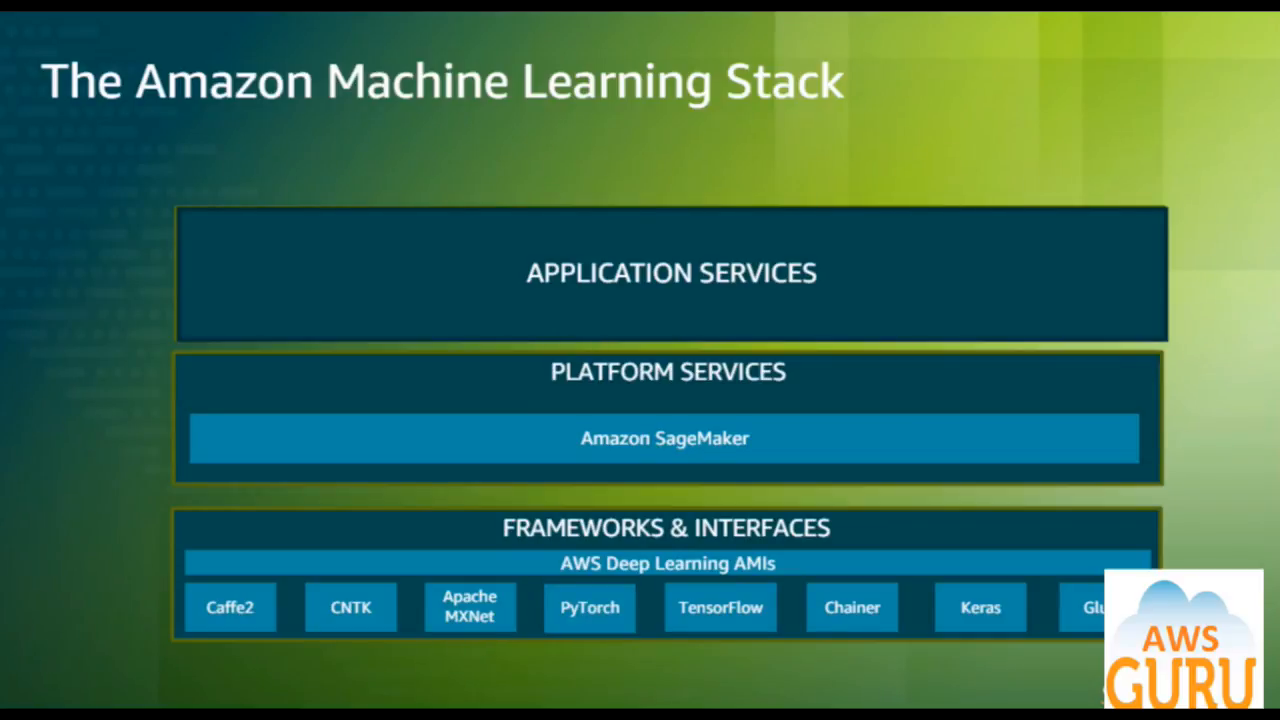 The Amazon Machine Learning Stack
APPLICATION SERVICES
PLATFORM SERVICES
Amazon SageMaker
FRAMEWORKS & INTERFACES
AWS Deep Learning AMIs
Caffe2
CNTK
Apache
MXNet
PyTorch
TensorFlow
Chainer
Keras
AWS
GURU